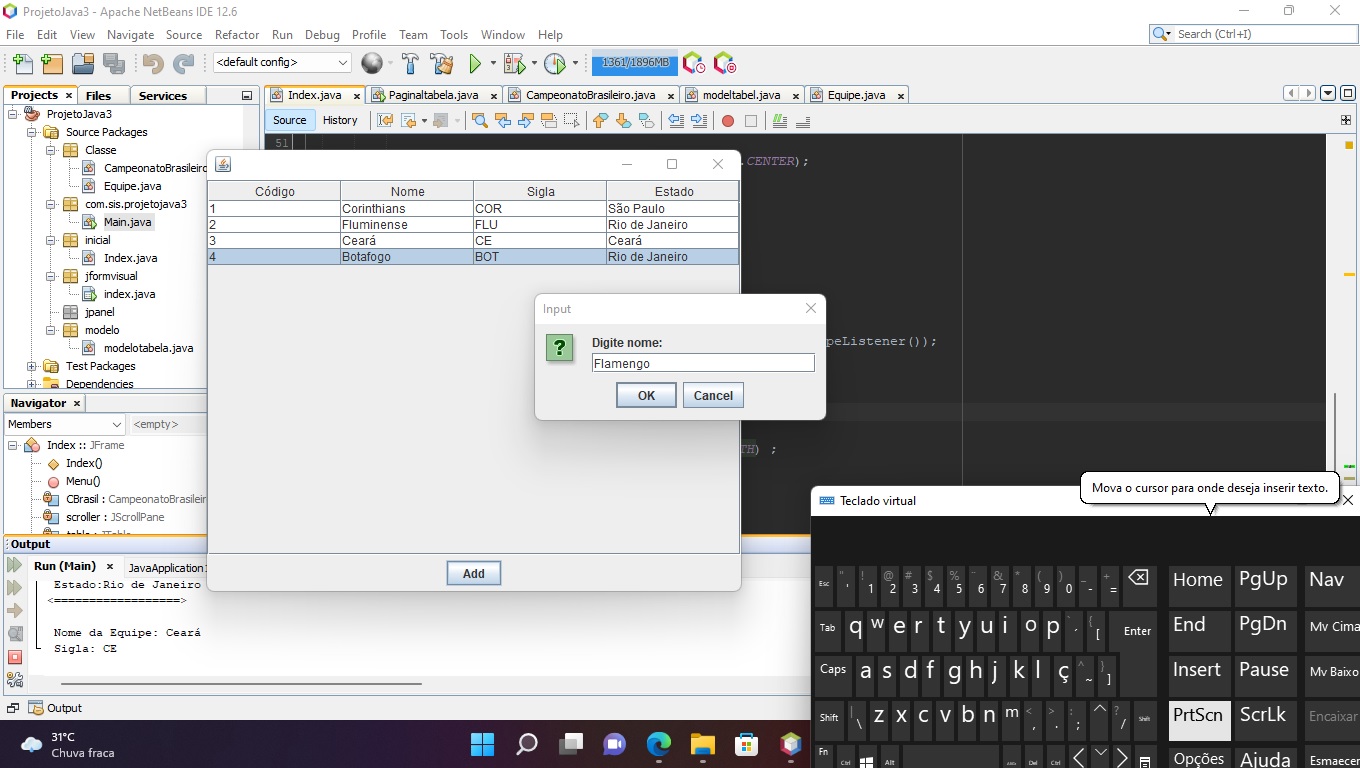 ProjetoJava3 - Apache NetBeans IDE 12.6
File Edit View Navigate Source Refactor Run Debug Profile Team Tools Window Help
Search (Ctrl+I)
<default config>
1361/1896MB
Projects × Files Services
Index.java × Paginaltabela.java × CampeonatoBrasileiro.java × modeltabel.java × Equipe.java ×
Source History
ProjetoJava3
Source Packages
Classe
CampeonatoBrasileiro
Equipe.java
com.sis.projetojava3
Main.java
inicial
Index.java
jformvisual
index.java
jpanel
modelo
modelotabela.java
Test Packages
Dependencies
51
.CENTER);
peListener());
TH) ;
Código Nome Sigla Estado
1 Corinthians COR São Paulo
2 Fluminense FLU Rio de Janeiro
3 Ceará CE Ceará
4 Botafogo BOT Rio de Janeiro
Add
Input
Digite nome:
Flamengo
OK Cancel
Navigator ×
Members <empty>
Index :: JFrame
Index()
Menu()
CBrasil : CampeonatoBrasileir
scroller : JScrollPane
Output
Run (Main) × JavaApplication
Estado:Rio de Janeiro
<==================>
Nome da Equipe: Ceará
Sigla: CE
Output
Mova o cursor para onde deseja inserir texto.
Teclado virtual
Esc " ' ! 1 @ 2 # 3 $ 4 % 5 ¨ 6 & 7 * 8 ( 9 ) 0 _ - + = Home PgUp Nav
Tab q w e r t y u i o p ` ´ { [ Enter End PgDn Mv Cima
Caps a s d f g h j k l ç ^ ~ } ] Insert Pause Mv Baixo
Shift | \ z x c v b n m < , > . : ; ^ ? / Shift PrtScn ScrLk Encaixar
Fn Ctrl Alt Del Ctrl Opções Ajuda Esmaecer
31°C
Chuva fraca